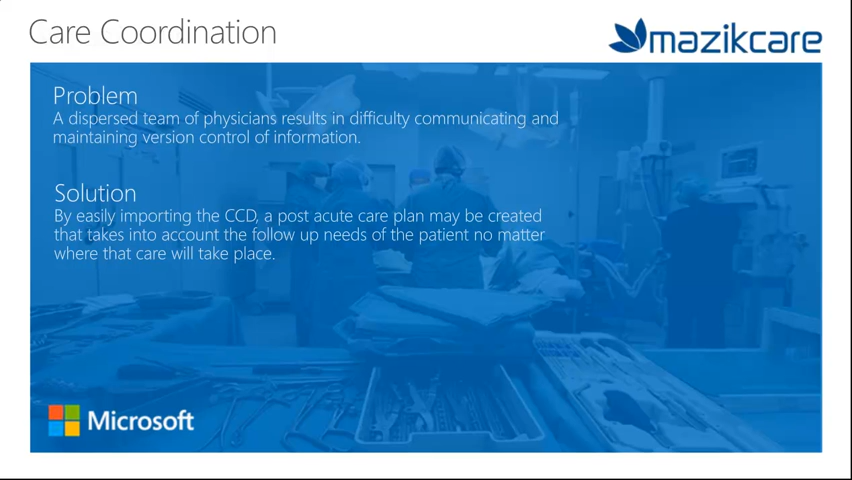 Care Coordination
mazikcare
Problem
A dispersed team of physicians results in difficulty communicating and
maintaining version control of information.
Solution
By easily importing the CCD, a post acute care plan may be created
that takes into account the follow up needs of the patient no matter
where that care will take place.
Microsoft